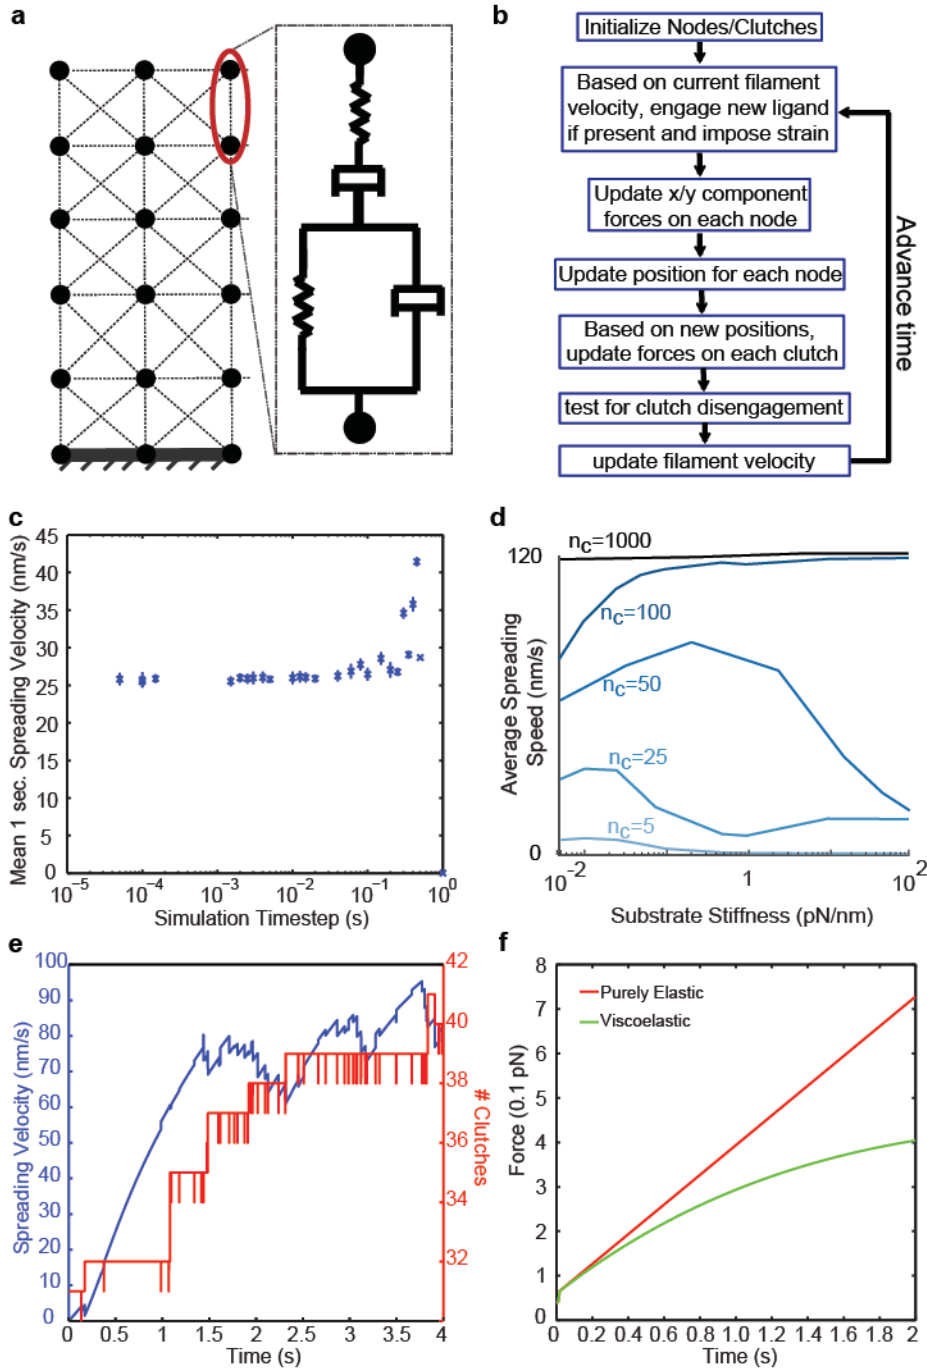 a
b
Initialize Nodes/Clutches
Based on current filament
velocity, engage new ligand
if present and impose strain
Update x/y component
forces on each node
Update position for each node
Based on new positions,
update forces on each clutch
test for clutch disengagement
update filament velocity
Advance time
c
Mean 1 sec. Spreading Velocity (nm/s)
45
40
35
30
25
20
15
10
5
0
10⁻⁵ 10⁻⁴ 10⁻³ 10⁻² 10⁻¹ 10⁰
Simulation Timestep (s)
d
Average Spreading
Speed (nm/s)
120
0
n_c=1000
n_c=100
n_c=50
n_c=25
n_c=5
10⁻² 1 10²
Substrate Stiffness (pN/nm)
e
Spreading Velocity (nm/s)
100
90
80
70
60
50
40
30
20
10
0
42
40
38
36
34
32
# Clutches
0 0.5 1 1.5 2 2.5 3 3.5 4
Time (s)
f
Force (0.1 pN)
8
7
6
5
4
3
2
1
0
Purely Elastic
Viscoelastic
0 0.2 0.4 0.6 0.8 1.0 1.2 1.4 1.6 1.8 2
Time (s)